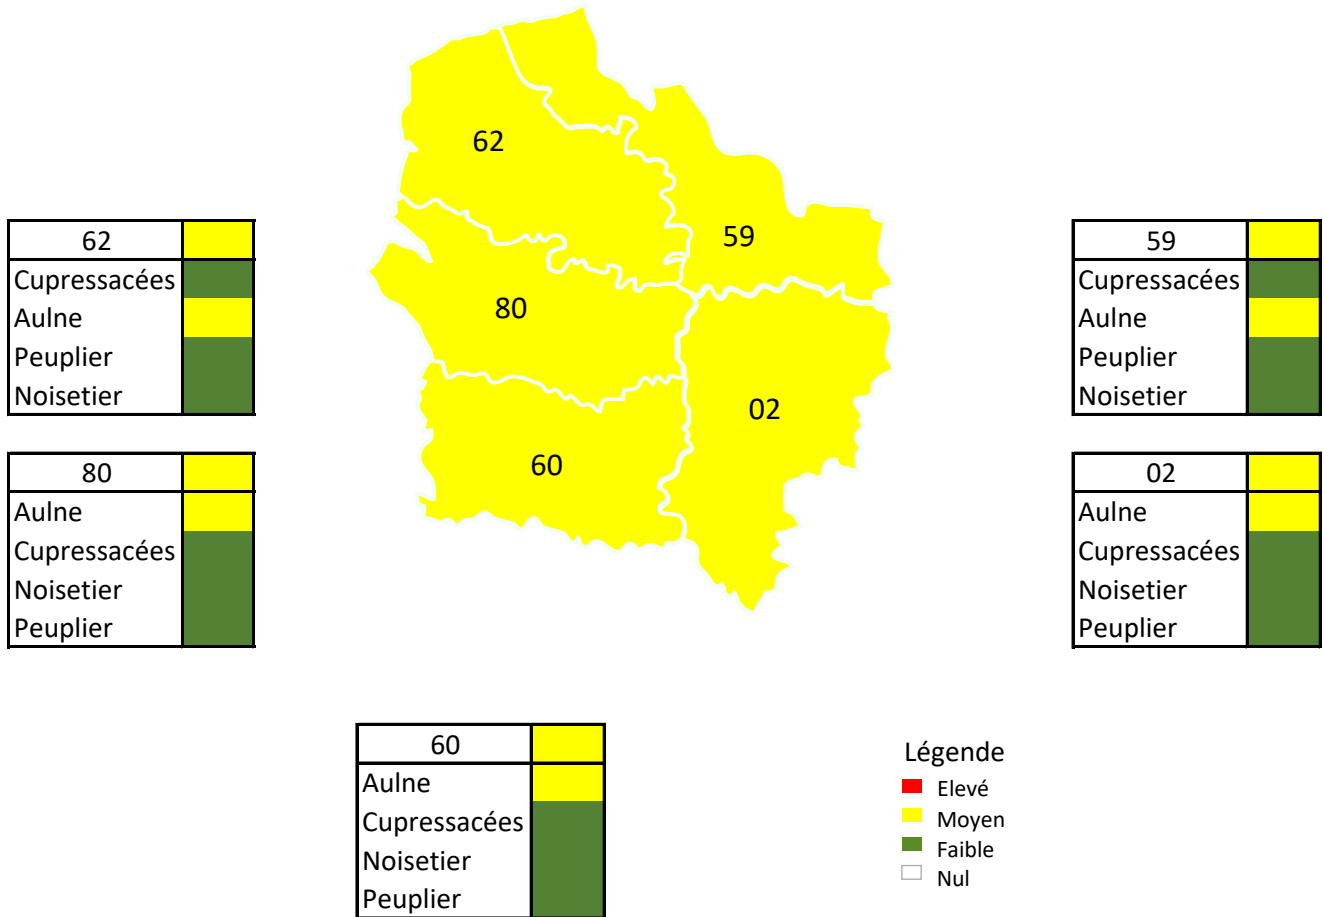 62
59
80
02
60
62
Cupressacées
Aulne
Peuplier
Noisetier
59
Cupressacées
Aulne
Peuplier
Noisetier
80
Aulne
Cupressacées
Noisetier
Peuplier
02
Aulne
Cupressacées
Noisetier
Peuplier
60
Aulne
Cupressacées
Noisetier
Peuplier
Légende
Elevé
Moyen
Faible
Nul